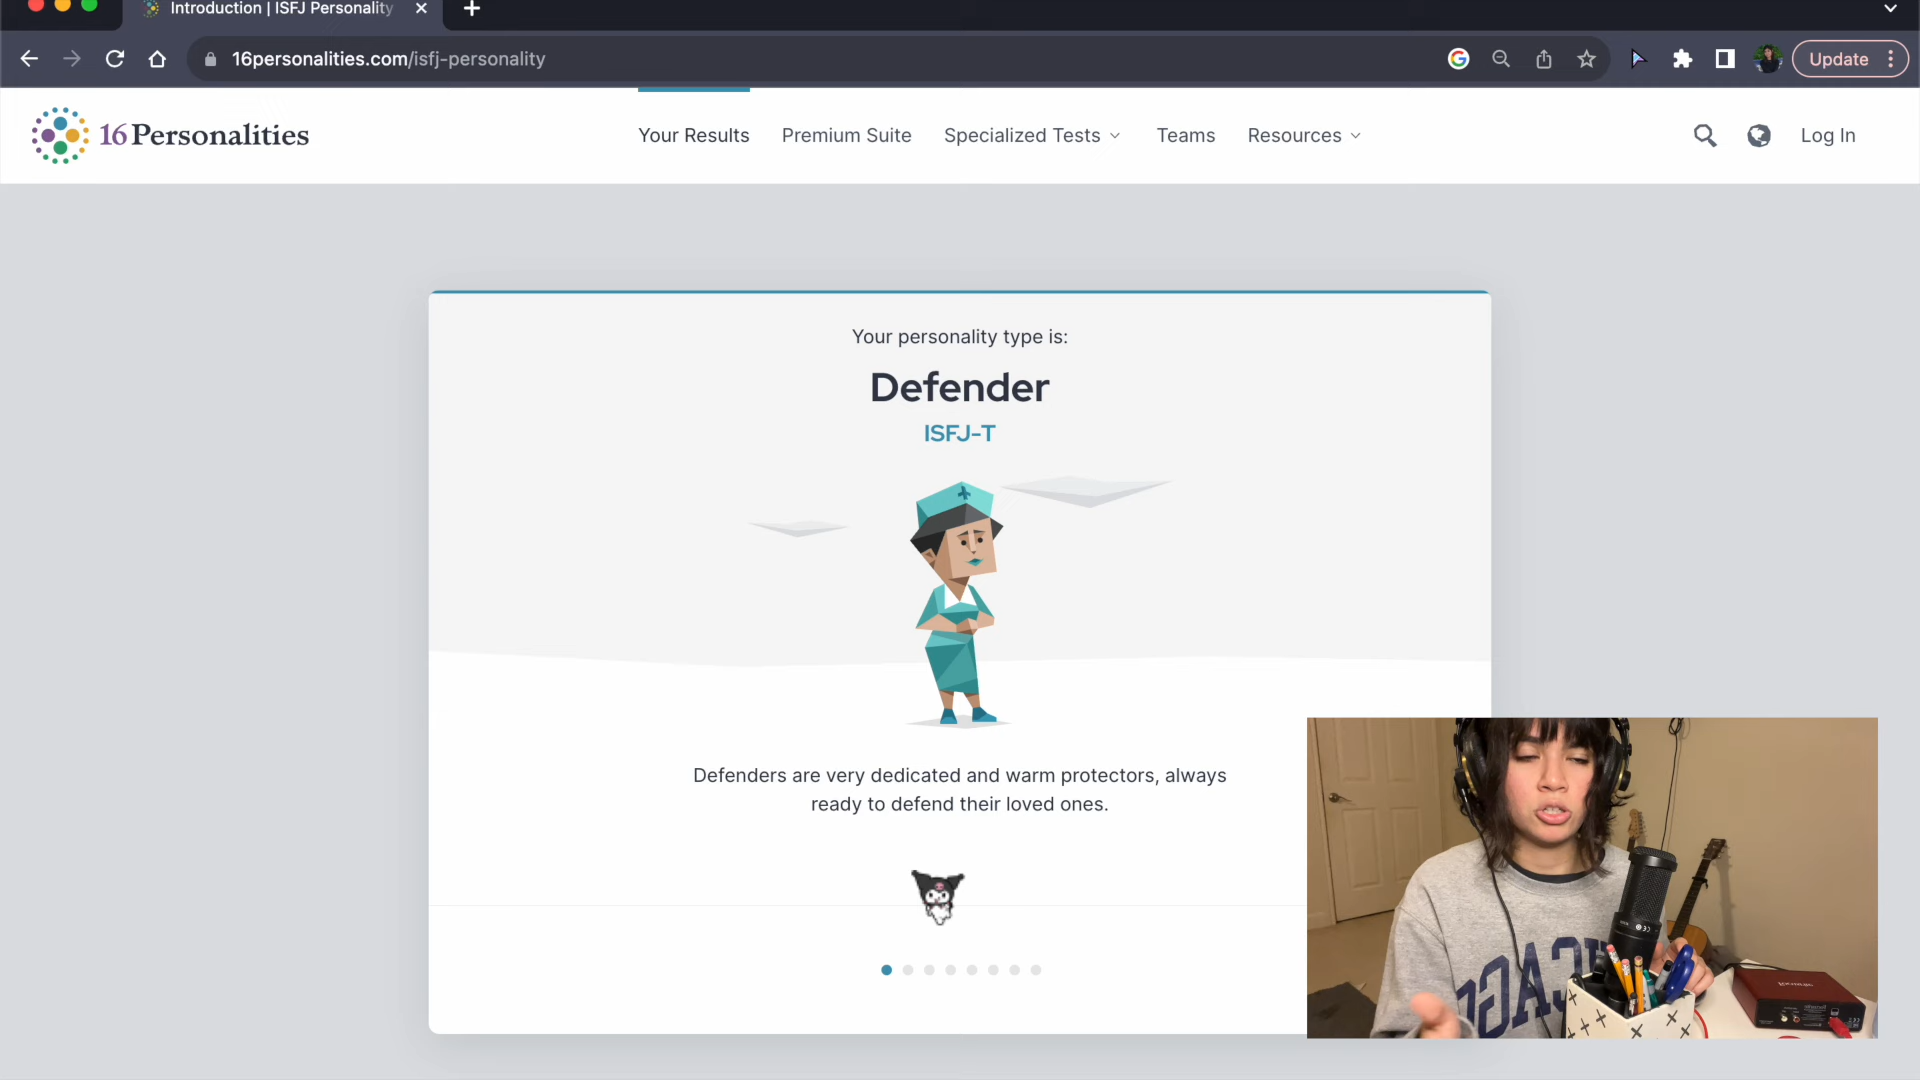 Introduction | ISFJ Personality
16personalities.com/isfj-personality
Update
16Personalities
Your Results
Premium Suite
Specialized Tests
Teams
Resources
Log In
Your personality type is:
Defender
ISFJ-T
Defenders are very dedicated and warm protectors, always
ready to defend their loved ones.